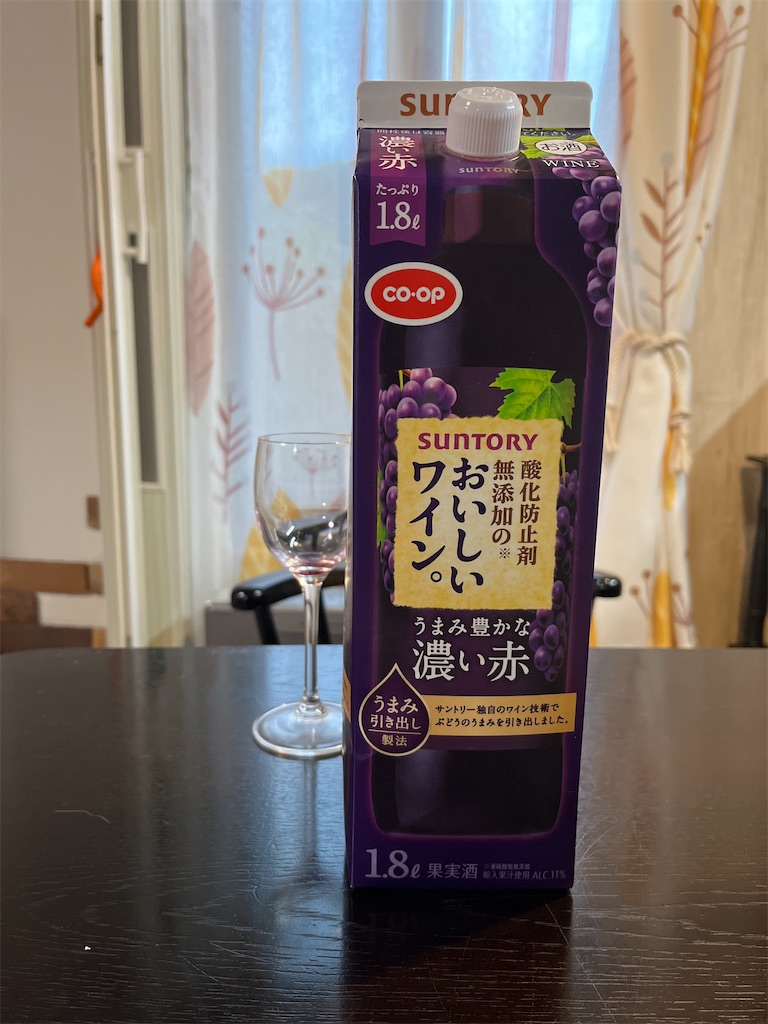 SUNTORY
お酒
WINE
SUNTORY
濃い赤
たっぷり
1.8ℓ
CO・OP
SUNTORY
酸化防止剤
無添加の※
おいしい
ワイン。
うまみ豊かな
濃い赤
うまみ
引き出し
製法
サントリー独自のワイン技術で
ぶどうのうまみを引き出しました。
1.8ℓ 果実酒
輸入果汁使用 ALC.11%